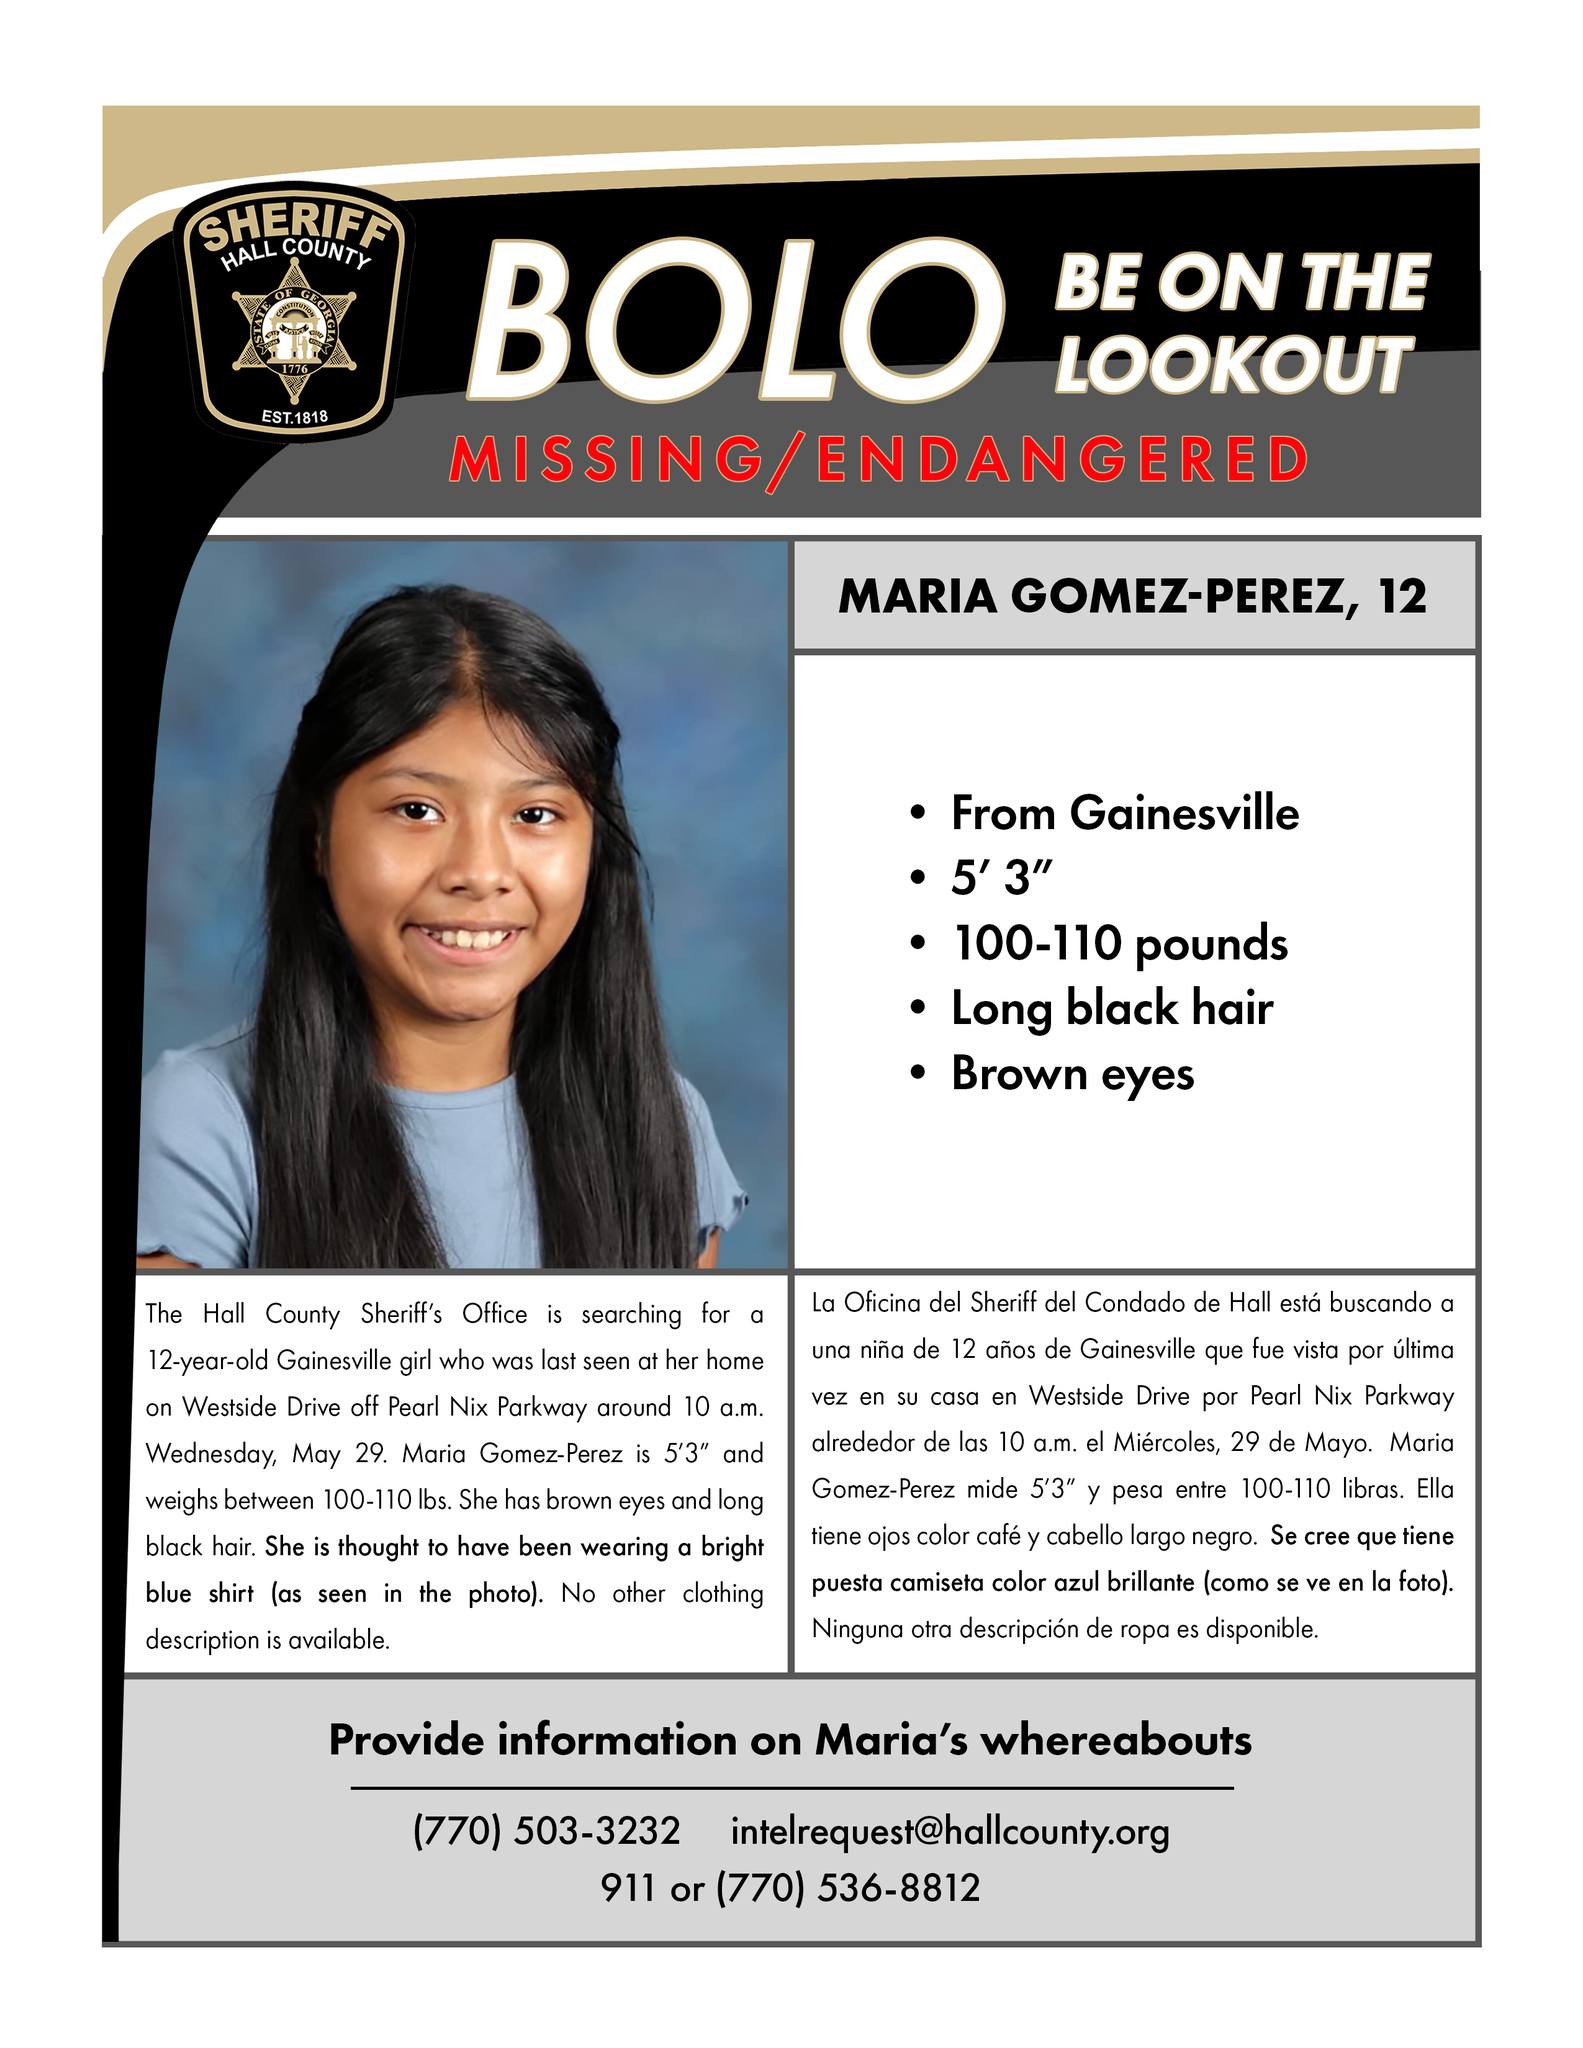 SHERIFF
HALL COUNTY
STATE OF GEORGIA
CONSTITUTION
1776
EST.1818
BOLO
BE ON THE
LOOKOUT
MISSING/ENDANGERED
MARIA GOMEZ-PEREZ, 12
• From Gainesville
• 5’ 3”
• 100-110 pounds
• Long black hair
• Brown eyes
The Hall County Sheriff’s Office is searching for a
12-year-old Gainesville girl who was last seen at her home
on Westside Drive off Pearl Nix Parkway around 10 a.m.
Wednesday, May 29. Maria Gomez-Perez is 5’3” and
weighs between 100-110 lbs. She has brown eyes and long
black hair. She is thought to have been wearing a bright
blue shirt (as seen in the photo). No other clothing
description is available.
La Oficina del Sheriff del Condado de Hall está buscando a
una niña de 12 años de Gainesville que fue vista por última
vez en su casa en Westside Drive por Pearl Nix Parkway
alrededor de las 10 a.m. el Miércoles, 29 de Mayo. Maria
Gomez-Perez mide 5’3” y pesa entre 100-110 libras. Ella
tiene ojos color café y cabello largo negro. Se cree que tiene
puesta camiseta color azul brillante (como se ve en la foto).
Ninguna otra descripción de ropa es disponible.
Provide information on Maria’s whereabouts
(770) 503-3232 intelrequest@hallcounty.org
911 or (770) 536-8812